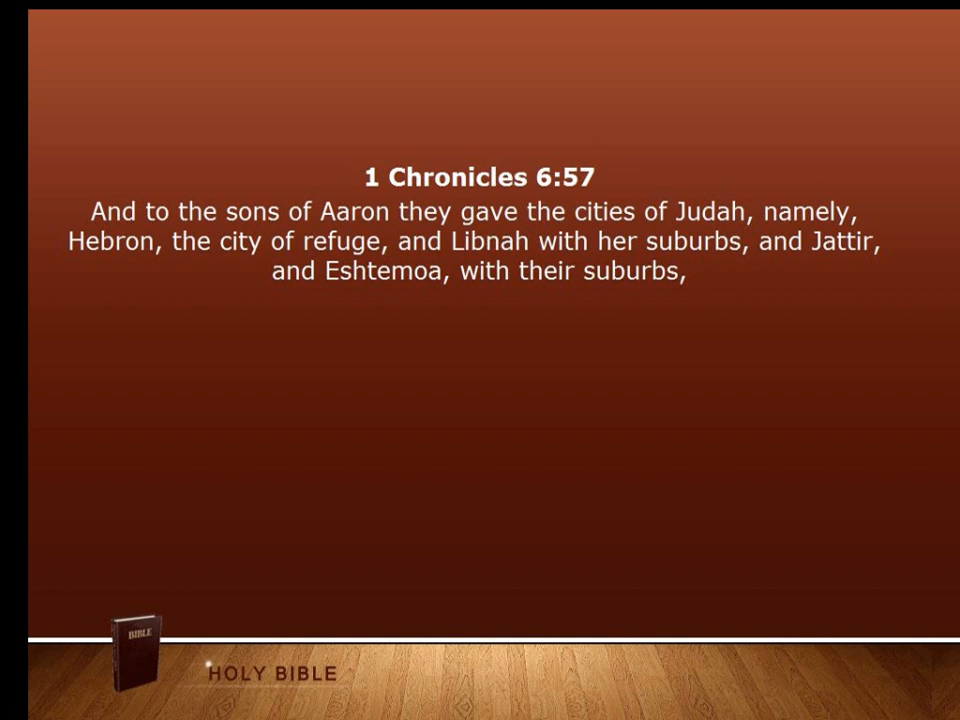 1 Chronicles 6:57
And to the sons of Aaron they gave the cities of Judah, namely,
Hebron, the city of refuge, and Libnah with her suburbs, and Jattir,
and Eshtemoa, with their suburbs,
BIBLE
HOLY BIBLE